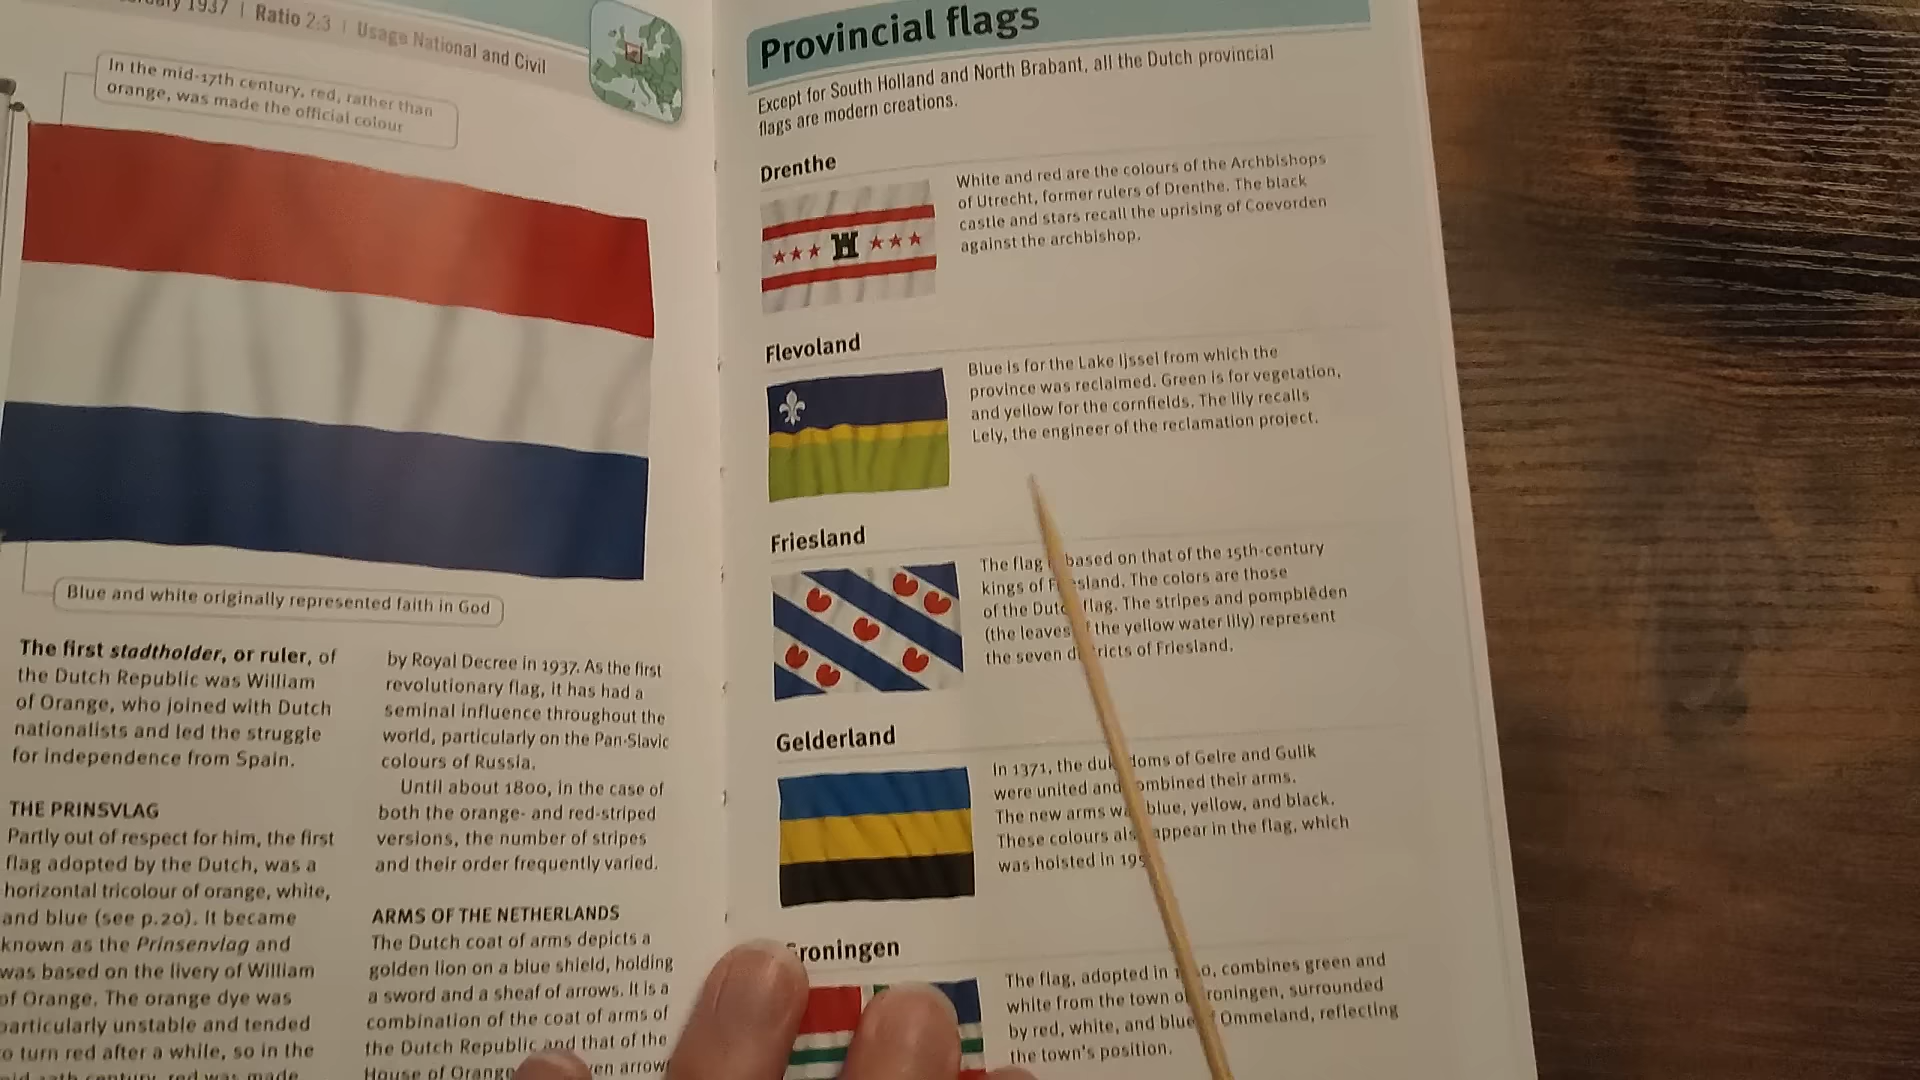 1937 | Ratio 2:3 | Usage National and Civil
In the mid-17th century, red, rather than
orange, was made the official colour
Blue and white originally represented faith in God
The first stadtholder, or ruler, of
the Dutch Republic was William
of Orange, who joined with Dutch
nationalists and led the struggle
for independence from Spain.
THE PRINSVLAG
Partly out of respect for him, the first
flag adopted by the Dutch, was a
horizontal tricolour of orange, white,
and blue (see p.20). It became
known as the Prinsenvlag and
was based on the livery of William
of Orange. The orange dye was
particularly unstable and tended
to turn red after a while, so in the
century, red was made
by Royal Decree in 1937. As the first
revolutionary flag, it has had a
seminal influence throughout the
world, particularly on the Pan-Slavic
colours of Russia.
Until about 1800, in the case of
both the orange- and red-striped
versions, the number of stripes
and their order frequently varied.
ARMS OF THE NETHERLANDS
The Dutch coat of arms depicts a
golden lion on a blue shield, holding
a sword and a sheaf of arrows. It is a
combination of the coat of arms of
the Dutch Republic and that of the
House of Orange
Provincial flags
Except for South Holland and North Brabant, all the Dutch provincial
flags are modern creations.
Drenthe
White and red are the colours of the Archbishops
of Utrecht, former rulers of Drenthe. The black
castle and stars recall the uprising of Coevorden
against the archbishop.
Flevoland
Blue is for the Lake Ijssel from which the
province was reclaimed. Green is for vegetation,
and yellow for the cornfields. The lily recalls
Lely, the engineer of the reclamation project.
Friesland
The flag based on that of the 15th-century
kings of Friesland. The colors are those
of the Dutch flag. The stripes and pompblêden
(the leaves of the yellow water lily) represent
the seven districts of Friesland.
Gelderland
In 1371, the dukedoms of Gelre and Gulik
were united and combined their arms.
The new arms was blue, yellow, and black.
These colours also appear in the flag, which
was hoisted in
Groningen
The flag, adopted in combines green and
white from the town of Groningen, surrounded
by red, white, and blue of Ommeland, reflecting
the town's position.